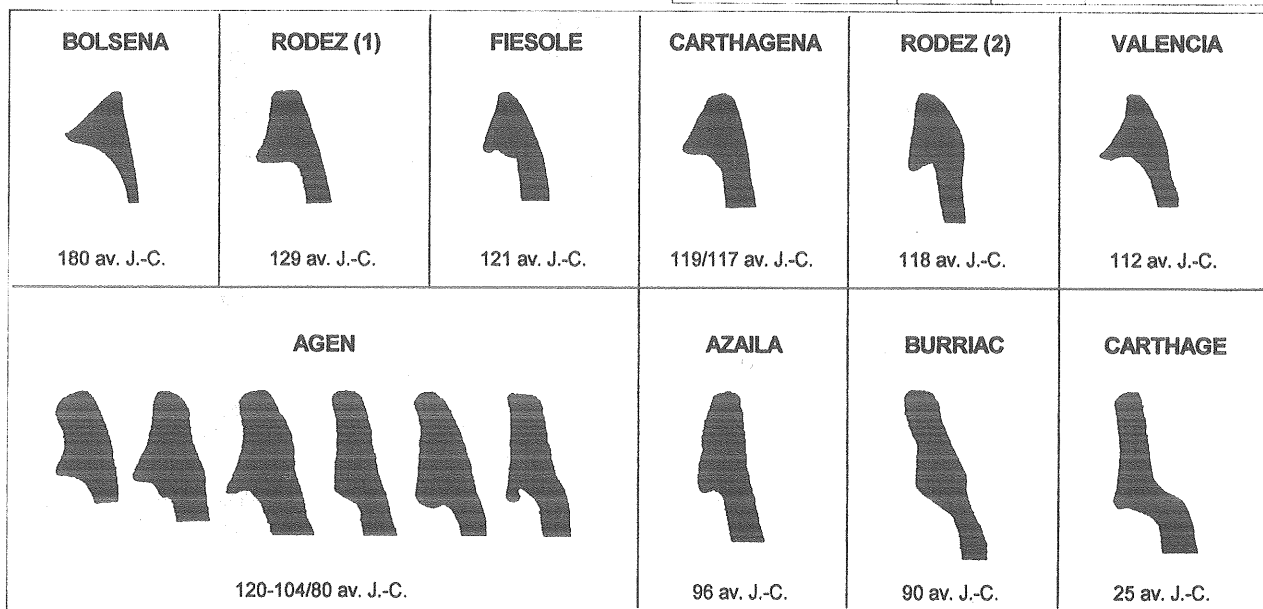 BOLSENA
RODEZ (1)
FIESOLE
CARTHAGENA
RODEZ (2)
VALENCIA
180 av. J.-C.
129 av. J.-C.
121 av. J.-C.
119/117 av. J.-C.
118 av. J.-C.
112 av. J.-C.
AGEN
AZAILA
BURRIAC
CARTHAGE
120-104/80 av. J.-C.
96 av. J.-C.
90 av. J.-C.
25 av. J.-C.